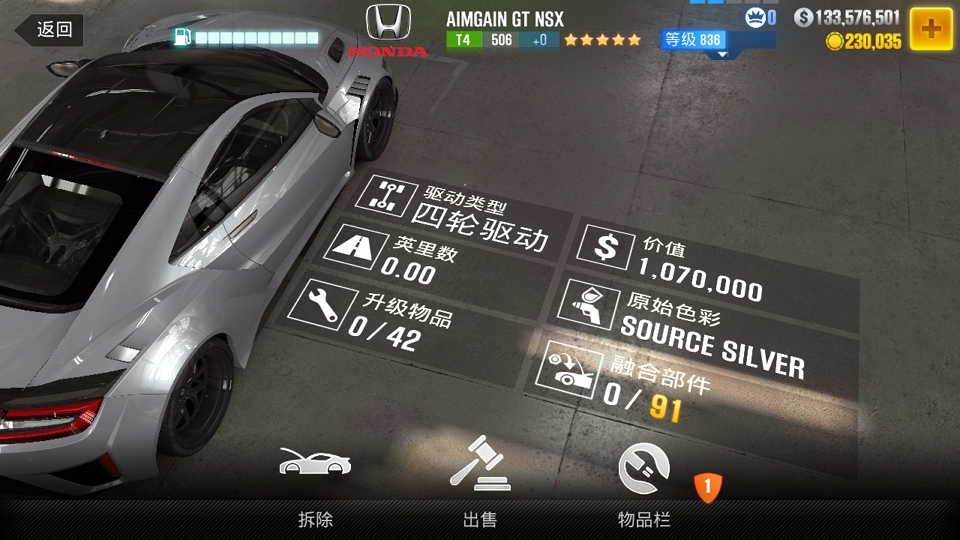 返回
HONDA
AIMGAIN GT NSX
T4 506 +0
等级 836
0
133,576,501
230,035
驱动类型
四轮驱动
英里数
0.00
升级物品
0/42
价值
1,070,000
原始色彩
SOURCE SILVER
融合部件
0/91
1
拆除
出售
物品栏